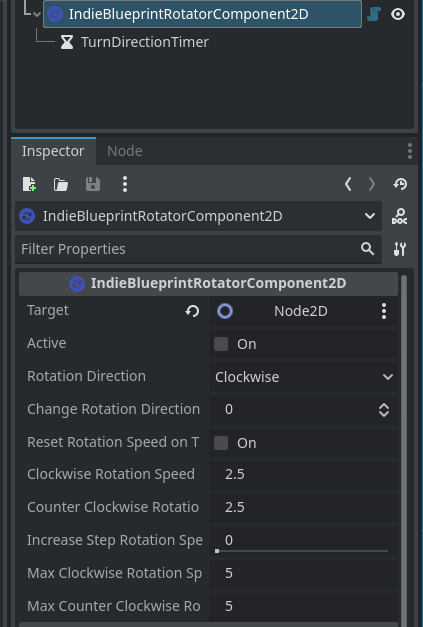 IndieBlueprintRotatorComponent2D
TurnDirectionTimer
Inspector Node
IndieBlueprintRotatorComponent2D DOC
Filter Properties
IndieBlueprintRotatorComponent2D
Target Node2D
Active On
Rotation Direction Clockwise
Change Rotation Direction 0
Reset Rotation Speed on T On
Clockwise Rotation Speed 2.5
Counter Clockwise Rotatio 2.5
Increase Step Rotation Spe 0
Max Clockwise Rotation Sp 5
Max Counter Clockwise Ro 5